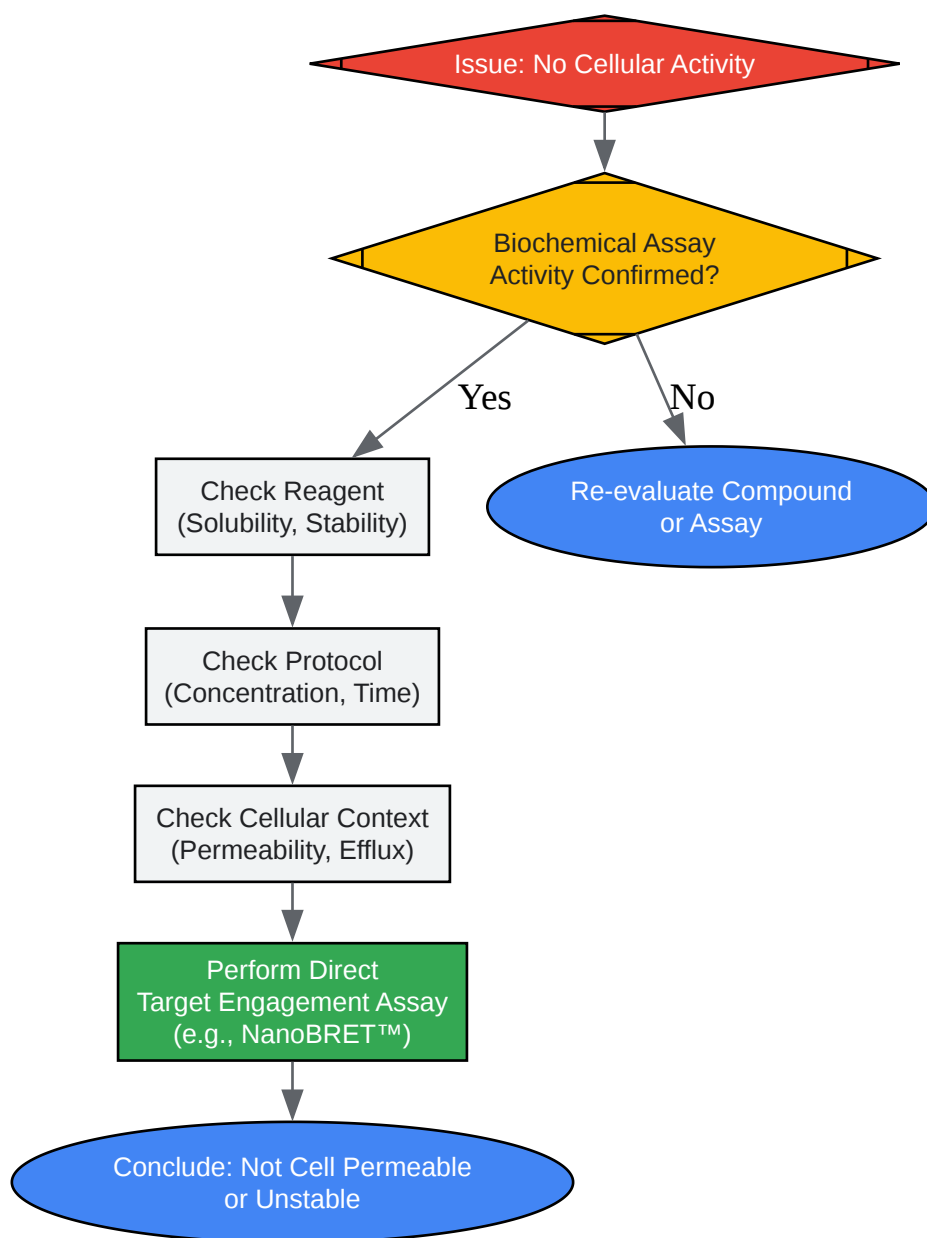 Issue: No Cellular Activity
Biochemical Assay
Activity Confirmed?
Yes
No
Check Reagent
(Solubility, Stability)
Re-evaluate Compound
or Assay
Check Protocol
(Concentration, Time)
Check Cellular Context
(Permeability, Efflux)
Perform Direct
Target Engagement Assay
(e.g., NanoBRET™)
Conclude: Not Cell Permeable
or Unstable